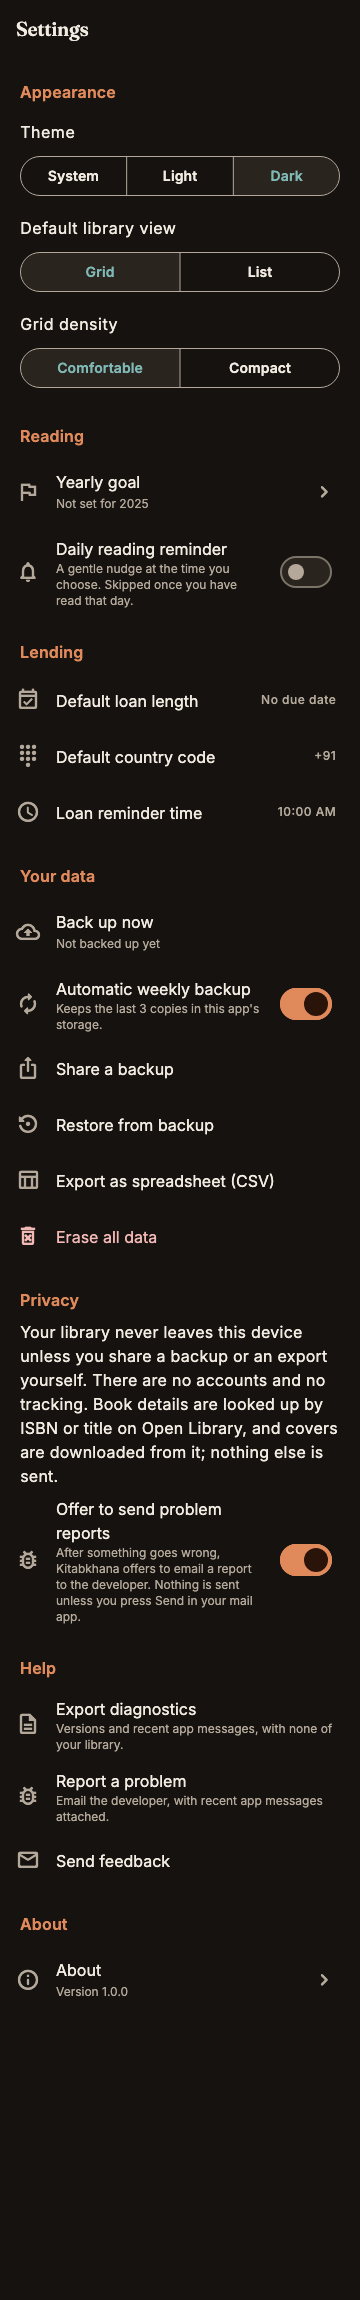 Settings
Appearance
Theme
System Light Dark
Default library view
Grid List
Grid density
Comfortable Compact
Reading
Yearly goal
Not set for 2025
Daily reading reminder
A gentle nudge at the time you
choose. Skipped once you have
read that day.
Lending
Default loan length No due date
Default country code +91
Loan reminder time 10:00 AM
Your data
Back up now
Not backed up yet
Automatic weekly backup
Keeps the last 3 copies in this app's
storage.
Share a backup
Restore from backup
Export as spreadsheet (CSV)
Erase all data
Privacy
Your library never leaves this device
unless you share a backup or an export
yourself. There are no accounts and no
tracking. Book details are looked up by
ISBN or title on Open Library, and covers
are downloaded from it; nothing else is
sent.
Offer to send problem
reports
After something goes wrong,
Kitabkhana offers to email a report
to the developer. Nothing is sent
unless you press Send in your mail
app.
Help
Export diagnostics
Versions and recent app messages, with none of
your library.
Report a problem
Email the developer, with recent app messages
attached.
Send feedback
About
About
Version 1.0.0